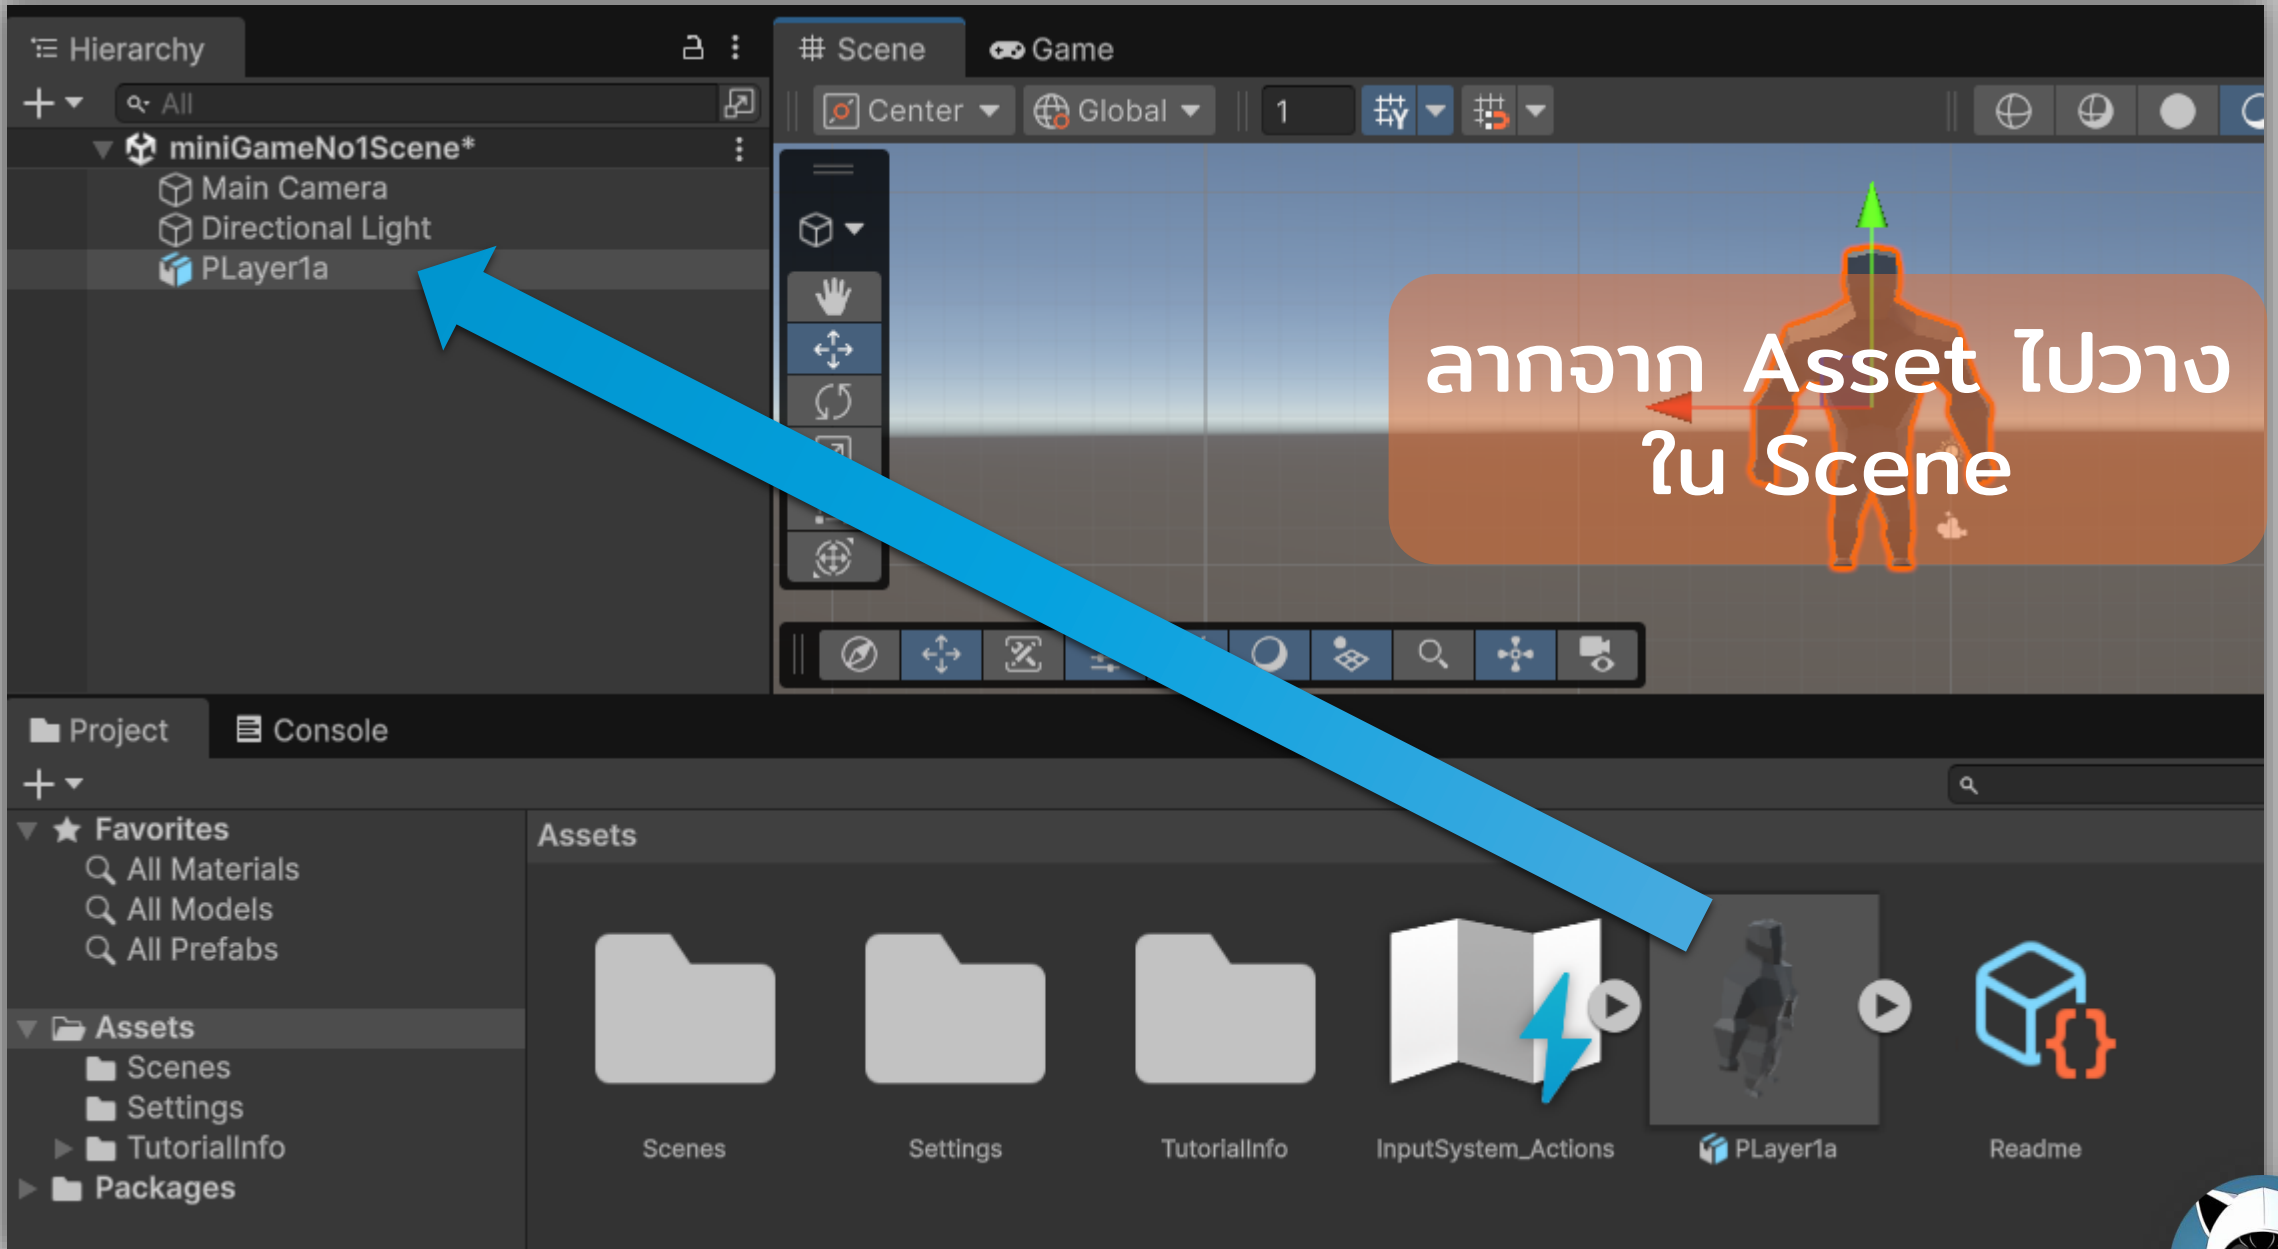 Hierarchy
All
miniGameNo1Scene*
Main Camera
Directional Light
PLayer1a
Scene
Game
Center
Global
1
ลากจาก Asset ไปวาง
ใน Scene
Project
Console
Favorites
All Materials
All Models
All Prefabs
Assets
Scenes
Settings
TutorialInfo
Packages
Assets
Scenes
Settings
TutorialInfo
InputSystem_Actions
PLayer1a
Readme